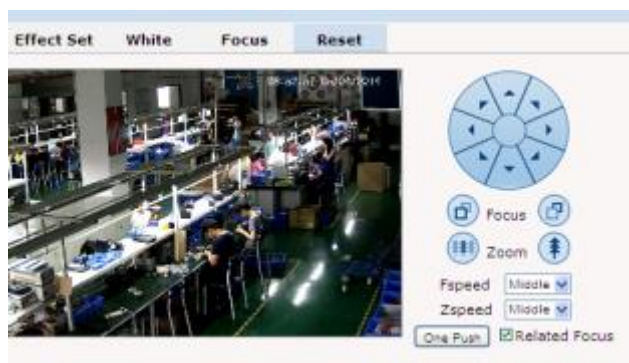 Effect Set White Focus Reset
Focus
Zoom
Fspeed Middle
Zspeed Middle
One Push Related Focus